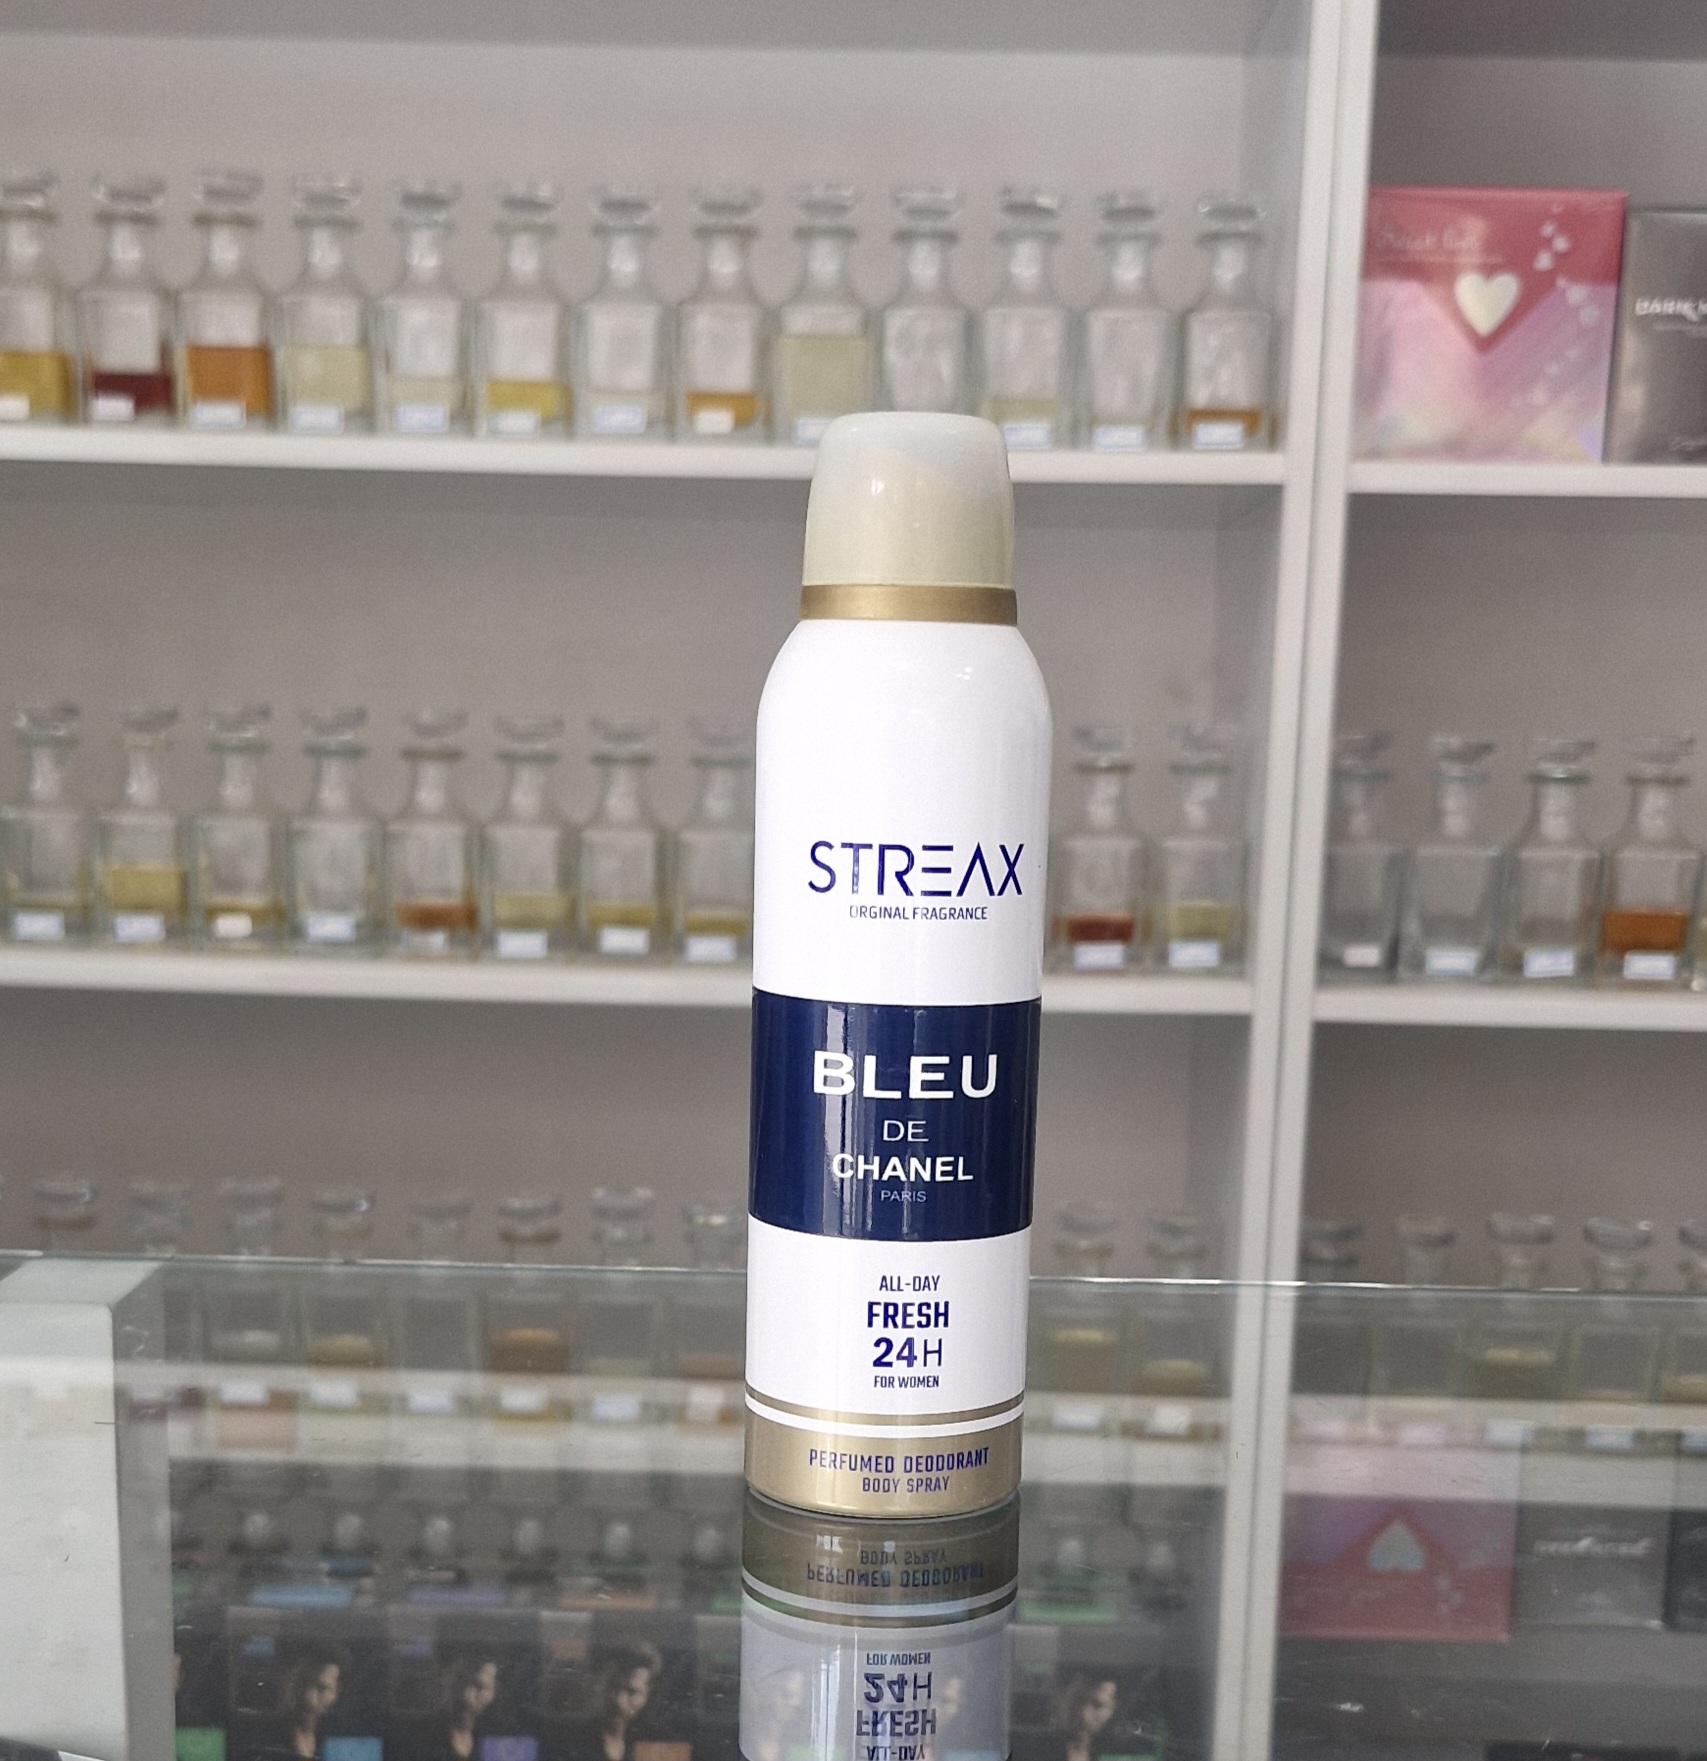 STREAX
ORGINAL FRAGRANCE
BLEU
DE
CHANEL
PARIS
ALL-DAY
FRESH
24H
FOR WOMEN
PERFUMED DEODORANT
BODY SPRAY